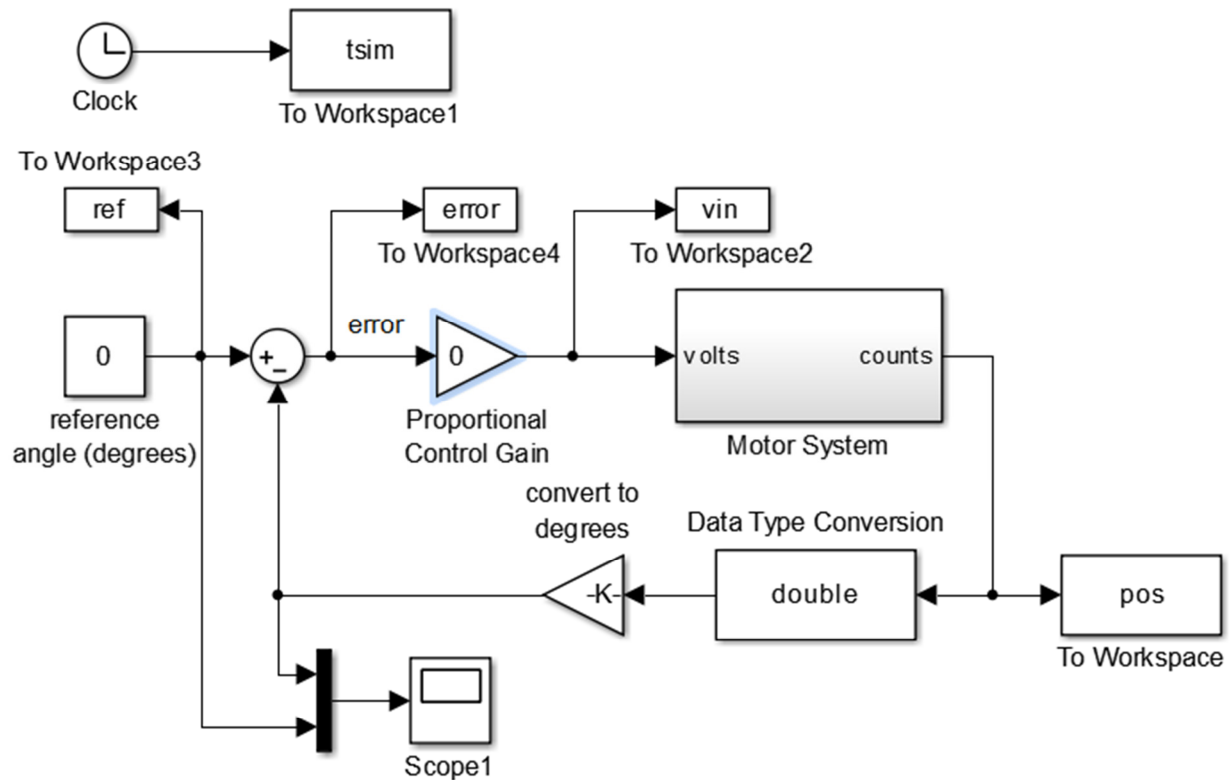 tsim
Clock
To Workspace1
To Workspace3
ref
error
vin
To Workspace4
To Workspace2
0
+
-
error
0
volts
counts
reference
angle (degrees)
Proportional
Control Gain
Motor System
convert to
degrees
Data Type Conversion
-K-
double
pos
To Workspace
Scope1